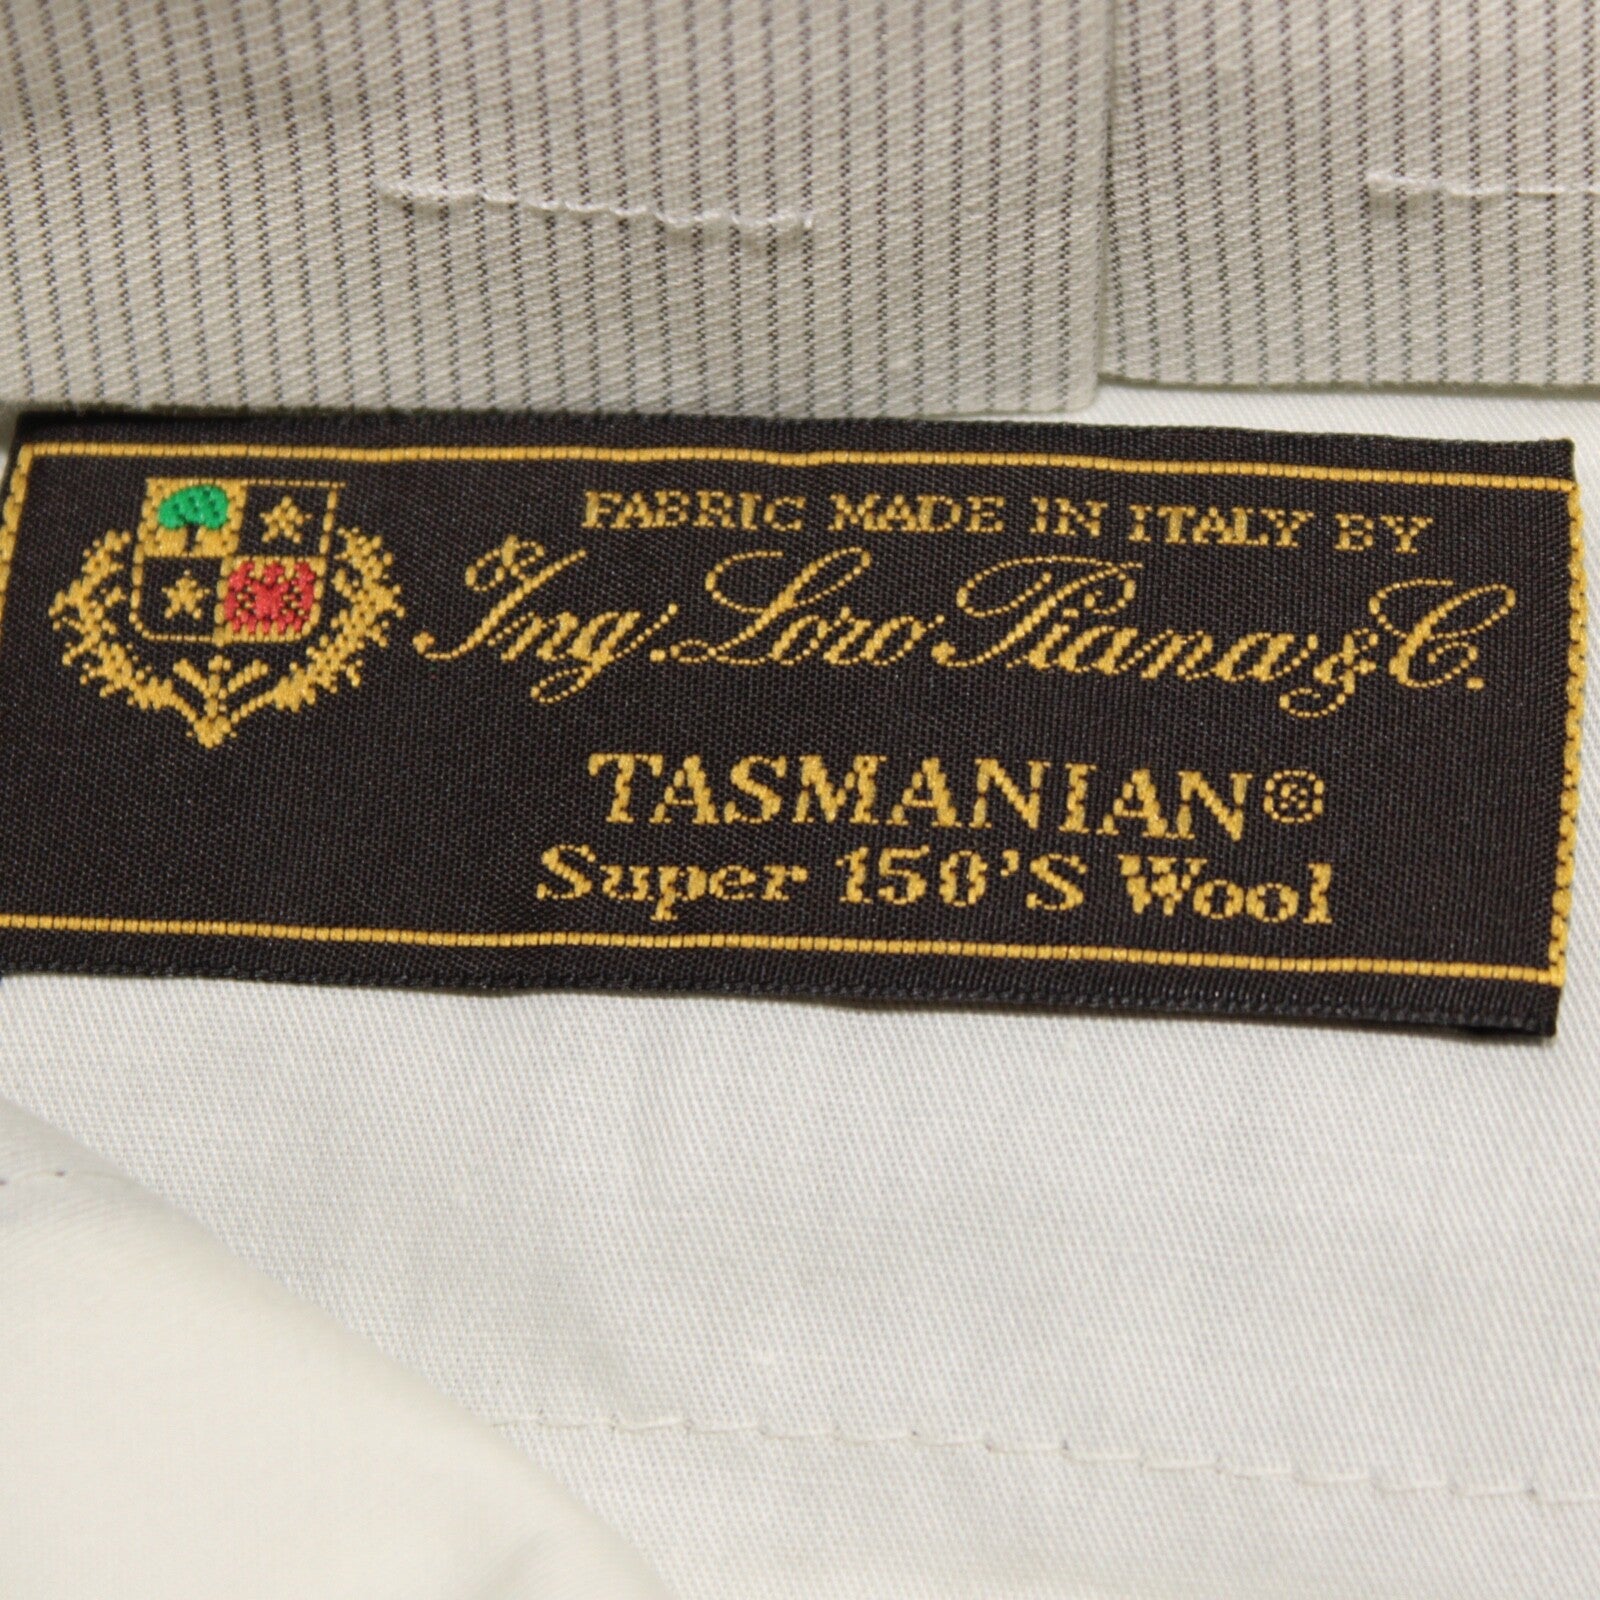 FABRIC MADE IN ITALY BY
Ing. Loro Piana & C.
TASMANIAN®
Super 150'S Wool